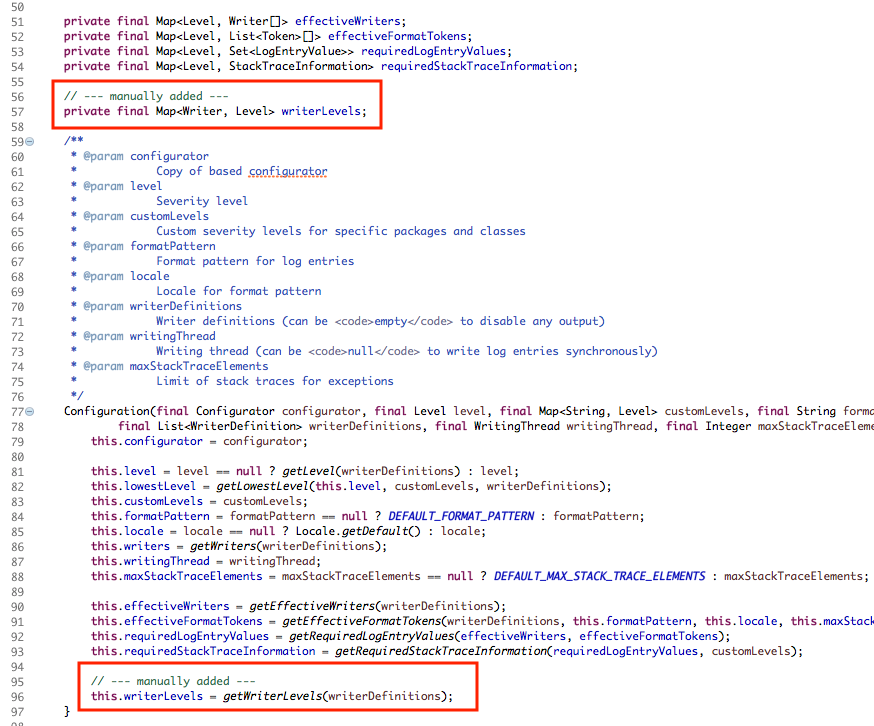 50
51 private final Map<Level, Writer[]> effectiveWriters;
52 private final Map<Level, List<Token>[]> effectiveFormatTokens;
53 private final Map<Level, Set<LogEntryValue>> requiredLogEntryValues;
54 private final Map<Level, StackTraceInformation> requiredStackTraceInformation;
55
56 // --- manually added ---
57 private final Map<Writer, Level> writerLevels;
58
59 /**
60 * @param configurator
61 * Copy of based configurator
62 * @param level
63 * Severity level
64 * @param customLevels
65 * Custom severity levels for specific packages and classes
66 * @param formatPattern
67 * Format pattern for log entries
68 * @param locale
69 * Locale for format pattern
70 * @param writerDefinitions
71 * Writer definitions (can be <code>empty</code> to disable any output)
72 * @param writingThread
73 * Writing thread (can be <code>null</code> to write log entries synchronously)
74 * @param maxStackTraceElements
75 * Limit of stack traces for exceptions
76 */
77 Configuration(final Configurator configurator, final Level level, final Map<String, Level> customLevels, final String forma
78 final List<WriterDefinition> writerDefinitions, final WritingThread writingThread, final Integer maxStackTraceEleme
79 this.configurator = configurator;
80
81 this.level = level == null ? getLevel(writerDefinitions) : level;
82 this.lowestLevel = getLowestLevel(this.level, customLevels, writerDefinitions);
83 this.customLevels = customLevels;
84 this.formatPattern = formatPattern == null ? DEFAULT_FORMAT_PATTERN : formatPattern;
85 this.locale = locale == null ? Locale.getDefault() : locale;
86 this.writers = getWriters(writerDefinitions);
87 this.writingThread = writingThread;
88 this.maxStackTraceElements = maxStackTraceElements == null ? DEFAULT_MAX_STACK_TRACE_ELEMENTS : maxStackTraceElements;
89
90 this.effectiveWriters = getEffectiveWriters(writerDefinitions);
91 this.effectiveFormatTokens = getEffectiveFormatTokens(writerDefinitions, this.formatPattern, this.locale, this.maxStack
92 this.requiredLogEntryValues = getRequiredLogEntryValues(effectiveWriters, effectiveFormatTokens);
93 this.requiredStackTraceInformation = getRequiredStackTraceInformation(requiredLogEntryValues, customLevels);
94
95 // --- manually added ---
96 this.writerLevels = getWriterLevels(writerDefinitions);
97 }